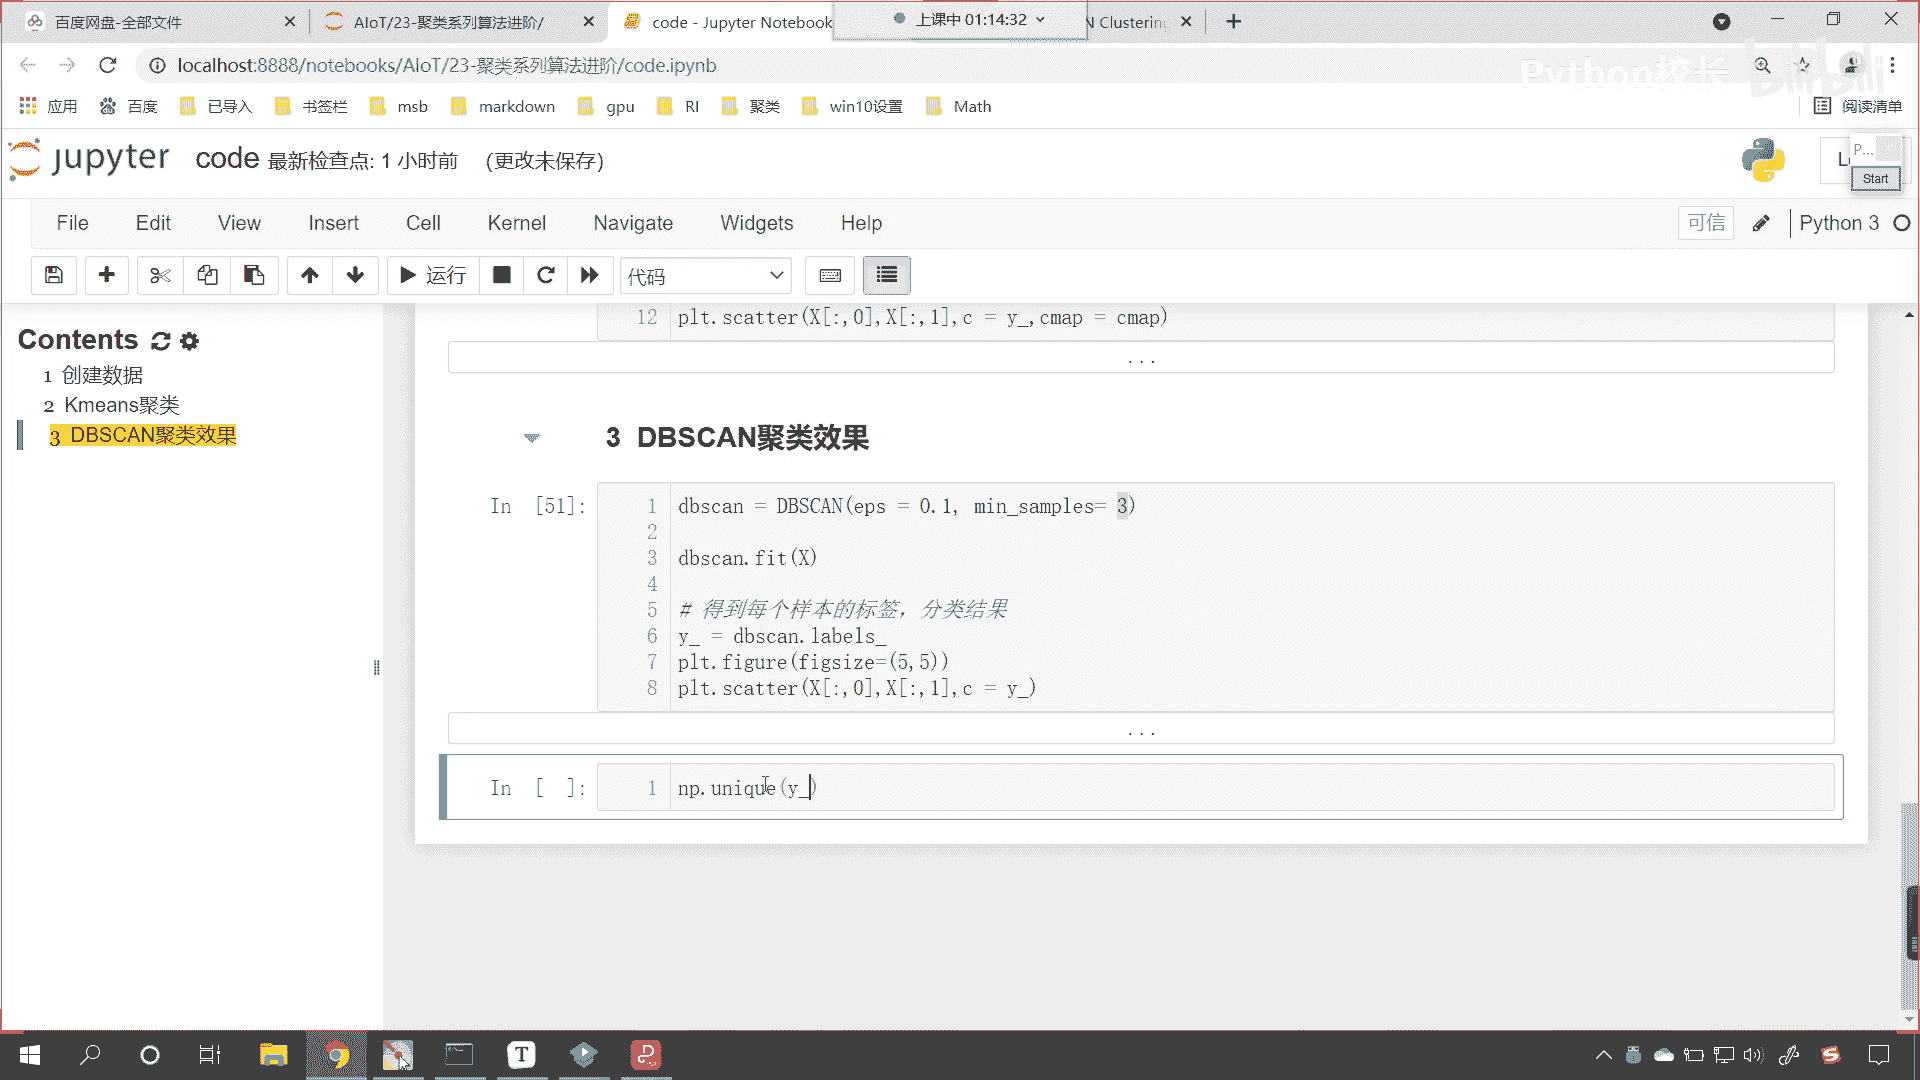 百度网盘-全部文件
AIoT/23-聚类系列算法进阶/
code - Jupyter Notebook
上课中 01:14:32
N Clustering
localhost:8888/notebooks/AIoT/23-聚类系列算法进阶/code.ipynb
Python校长
bilibili
应用
百度
已导入
书签栏
msb
markdown
gpu
RI
聚类
win10设置
Math
阅读清单
jupyter
code 最新检查点: 1 小时前 (更改未保存)
P...
Start
File
Edit
View
Insert
Cell
Kernel
Navigate
Widgets
Help
可信
Python 3
运行
代码
Contents
1 创建数据
2 Kmeans聚类
3 DBSCAN聚类效果
12 plt.scatter(X[:,0],X[:,1],c = y_,cmap = cmap)
...
3 DBSCAN聚类效果
In [51]:
1 dbscan = DBSCAN(eps = 0.1, min_samples= 3)
2
3 dbscan.fit(X)
4
5 # 得到每个样本的标签，分类结果
6 y_ = dbscan.labels_
7 plt.figure(figsize=(5,5))
8 plt.scatter(X[:,0],X[:,1],c = y_)
...
In [ ]:
1 np.unique(y_)